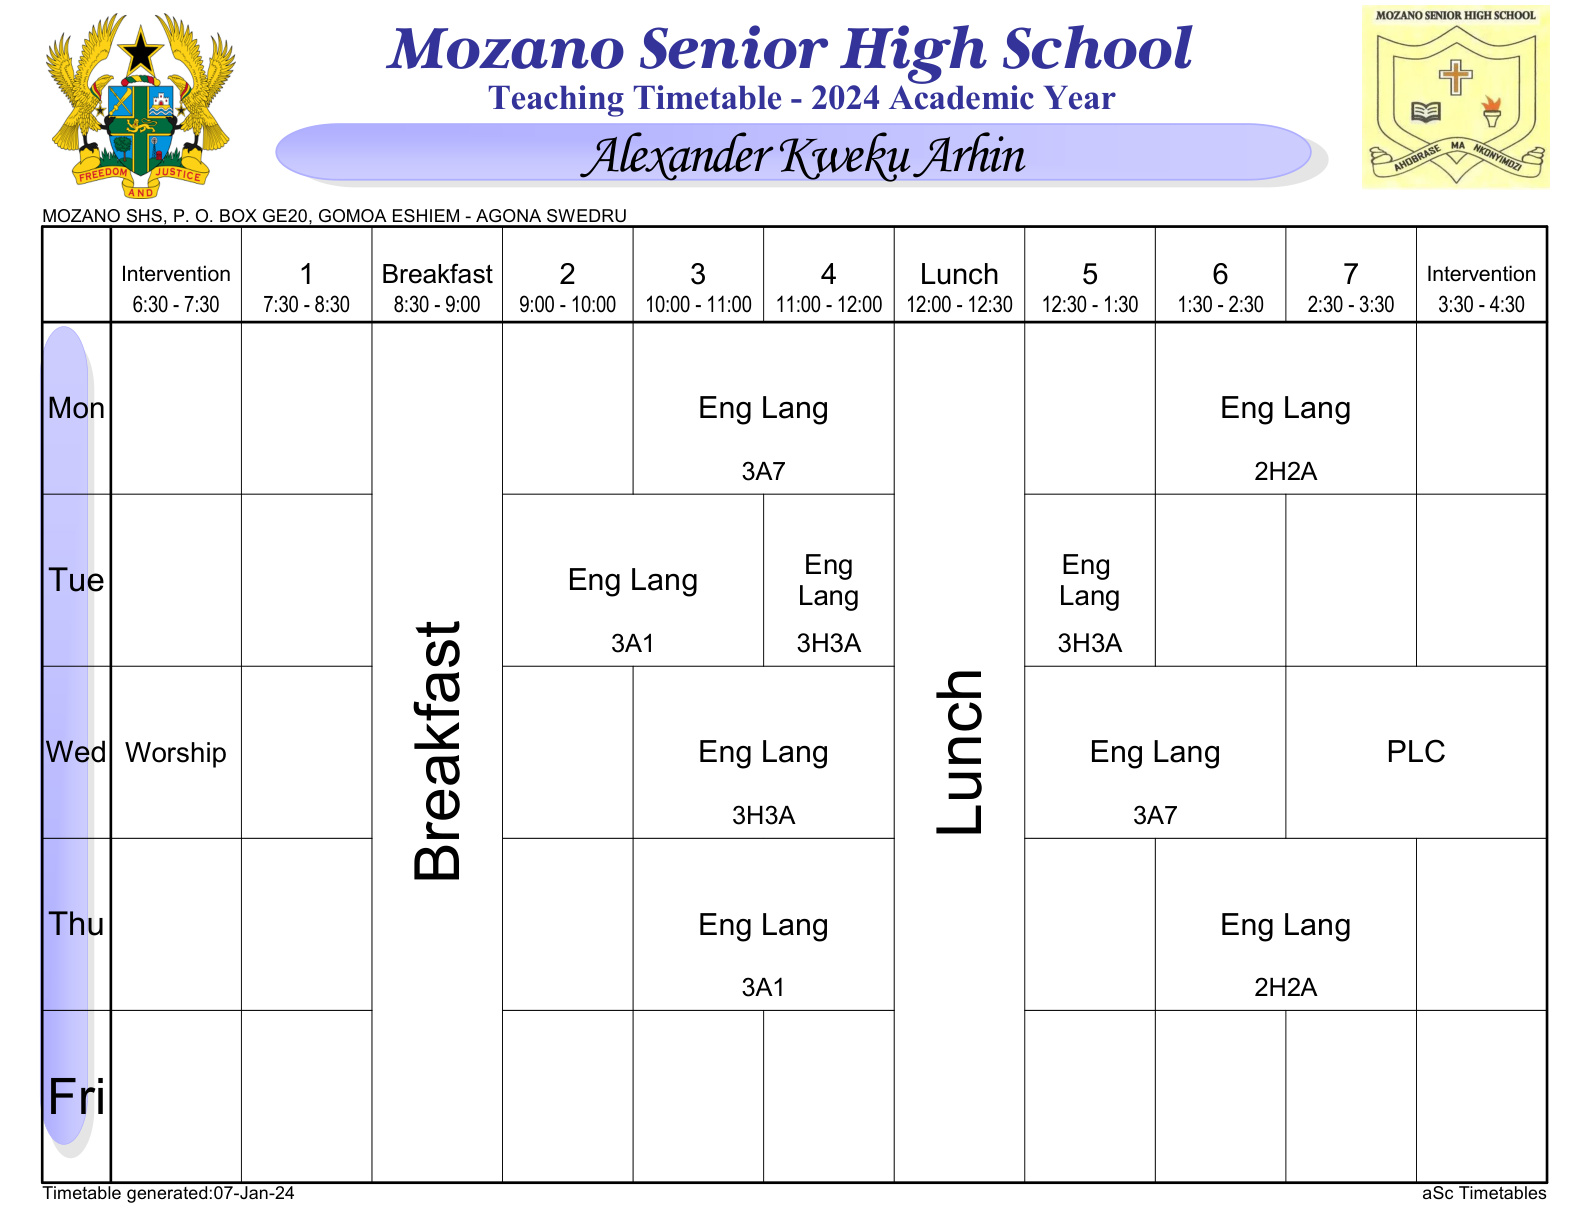 FREEDOM AND JUSTICE
Mozano Senior High School
Teaching Timetable - 2024 Academic Year
Alexander Kweku Arhin
MOZANO SENIOR HIGH SCHOOL
AHOBRASE MA NKONYIMDZI
MOZANO SHS, P. O. BOX GE20, GOMOA ESHIEM - AGONA SWEDRU
Intervention 1 Breakfast 2 3 4 Lunch 5 6 7 Intervention
6:30 - 7:30 7:30 - 8:30 8:30 - 9:00 9:00 - 10:00 10:00 - 11:00 11:00 - 12:00 12:00 - 12:30 12:30 - 1:30 1:30 - 2:30 2:30 - 3:30 3:30 - 4:30
Mon Eng Lang Eng Lang
3A7 2H2A
Tue Eng Lang Eng Lang Eng Lang
3A1 3H3A 3H3A
Breakfast
Lunch
Wed Worship Eng Lang Eng Lang PLC
3H3A 3A7
Thu Eng Lang Eng Lang
3A1 2H2A
Fri
Timetable generated:07-Jan-24 aSc Timetables